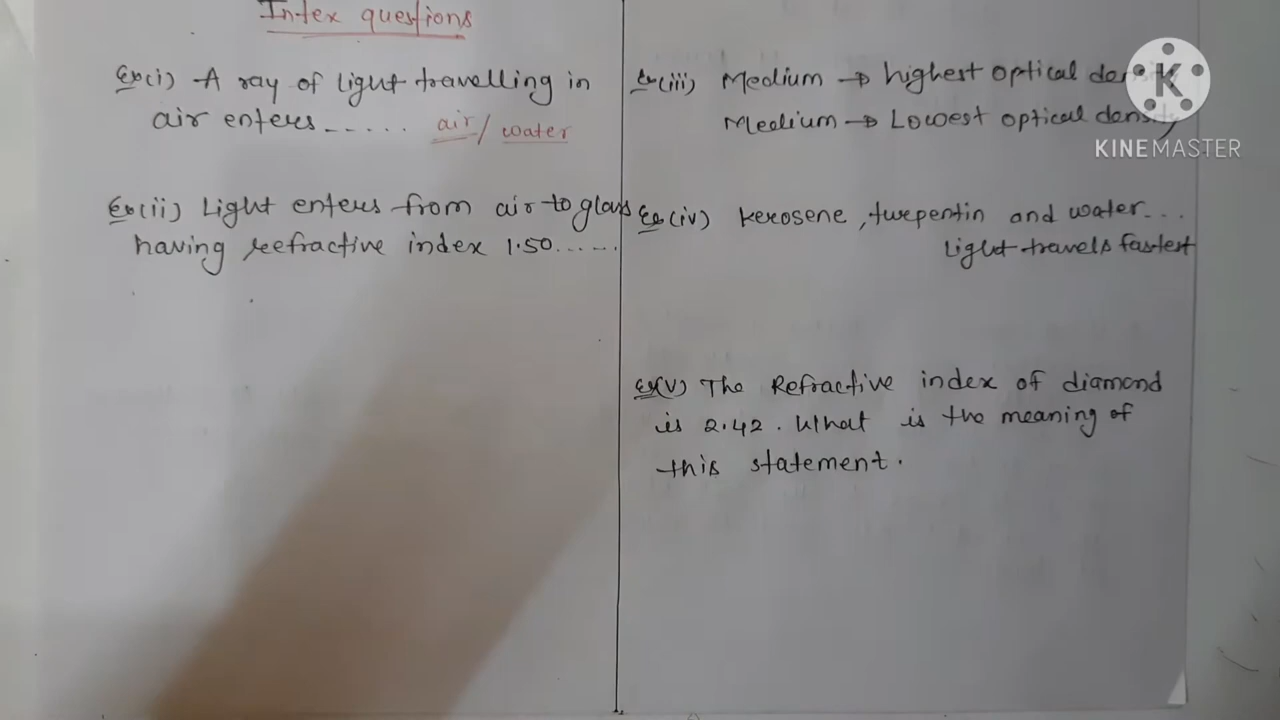 Intex questions
Ex(i) A ray of light travelling in
air enters...... air/water
Ex(ii) Light enters from air to glass
having refractive index 1.50......
Ex(iii) Medium → highest optical
Medium → Lowest optical density
Ex(iv) kerosene, turpentin and water...
Light travels fastest
Ex(v) The Refractive index of diamond
is 2.42. What is the meaning of
this statement.
K
KINEMASTER